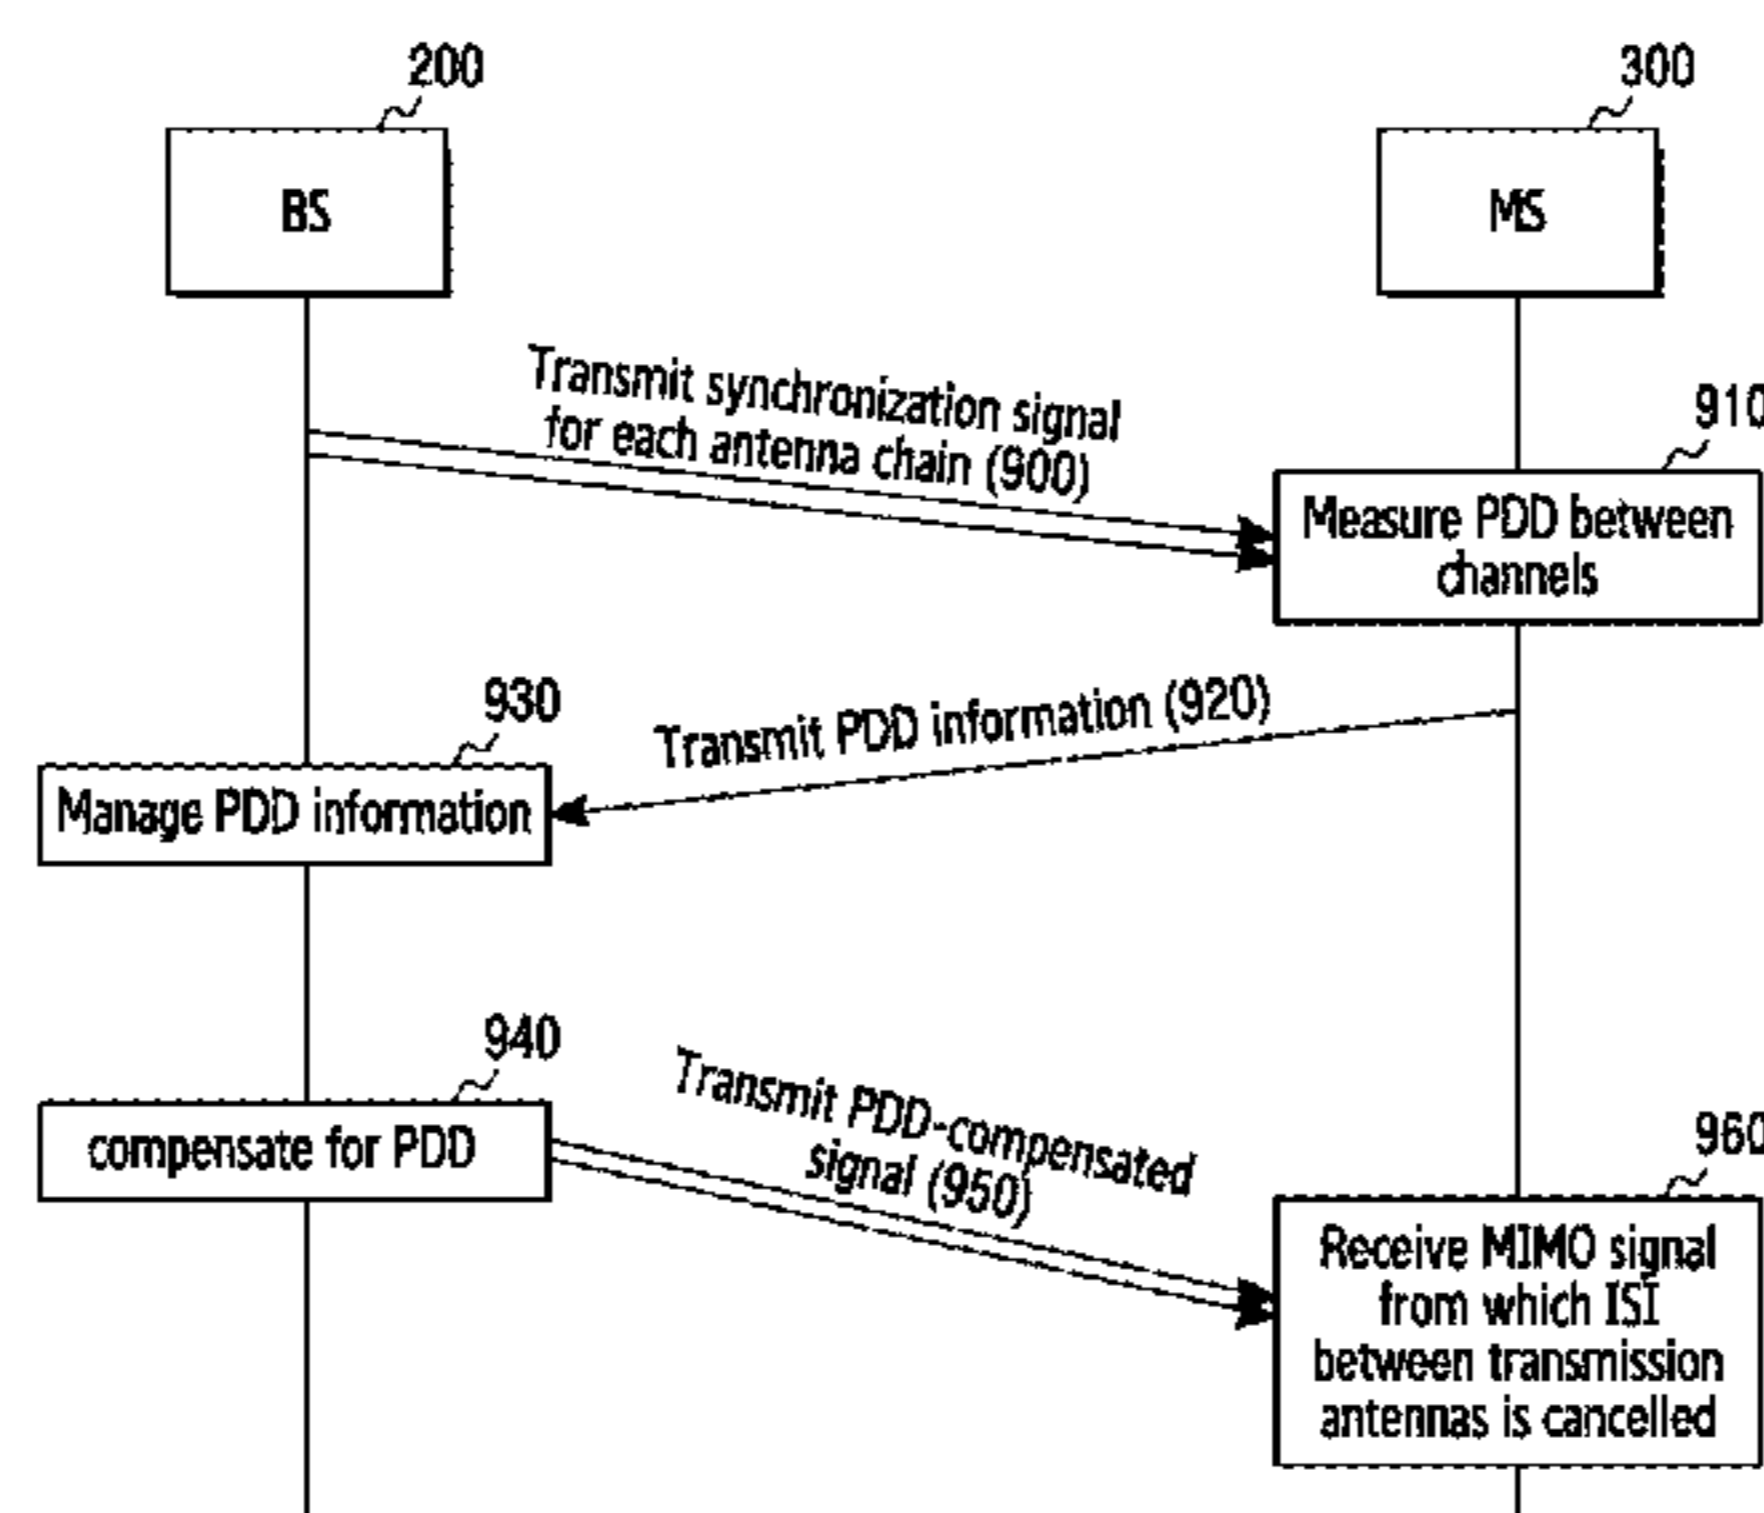 200
300
BS
MS
Transmit synchronization signal
for each antenna chain (900)
910
Measure PDD between
channels
Transmit PDD information (920)
930
Manage PDD information
940
compensate for PDD
Transmit PDD-compensated
signal (950)
960
Receive MIMO signal
from which ISI
between transmission
antennas is cancelled